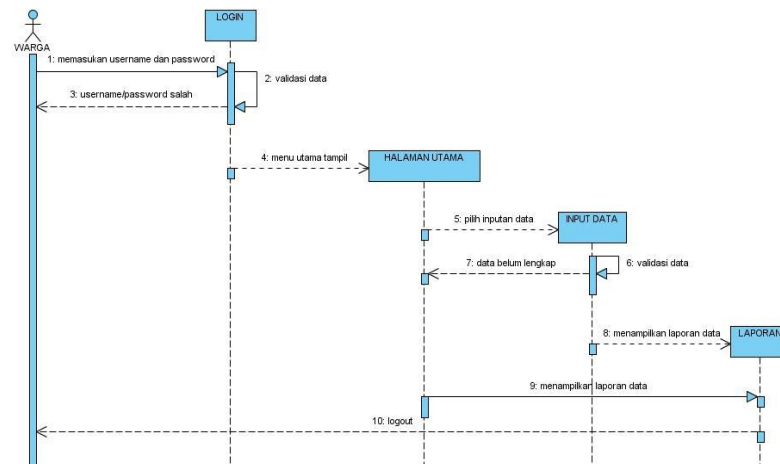 LOGIN
WARGA
1: memasukan username dan password
2: validasi data
3: username/password salah
4: menu utama tampil
HALAMAN UTAMA
5: pilih inputan data
INPUT DATA
7: data belum lengkap
6: validasi data
8: menampilkan laporan data
LAPORAN
9: menampilkan laporan data
10: logout